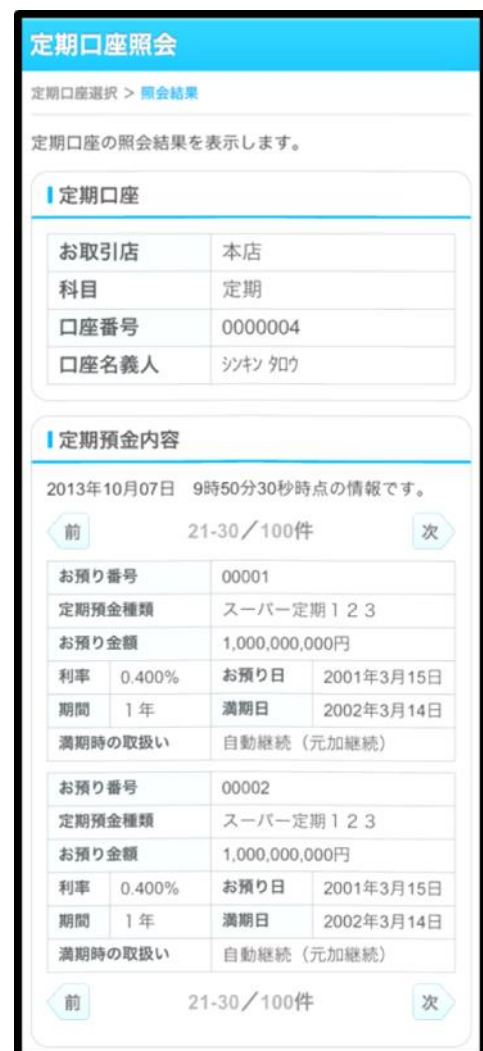 定期口座照会
定期口座選択 > 照会結果
定期口座の照会結果を表示します。
定期口座
お取引店 本店
科目 定期
口座番号 0000004
口座名義人 ｼﾝｷﾝ ﾀﾛｳ
定期預金内容
2013年10月07日 9時50分30秒時点の情報です。
前 21-30／100件 次
お預り番号 00001
定期預金種類 スーパー定期１２３
お預り金額 1,000,000,000円
利率 0.400% お預り日 2001年3月15日
期間 1年 満期日 2002年3月14日
満期時の取扱い 自動継続（元加継続）
お預り番号 00002
定期預金種類 スーパー定期１２３
お預り金額 1,000,000,000円
利率 0.400% お預り日 2001年3月15日
期間 1年 満期日 2002年3月14日
満期時の取扱い 自動継続（元加継続）
前 21-30／100件 次